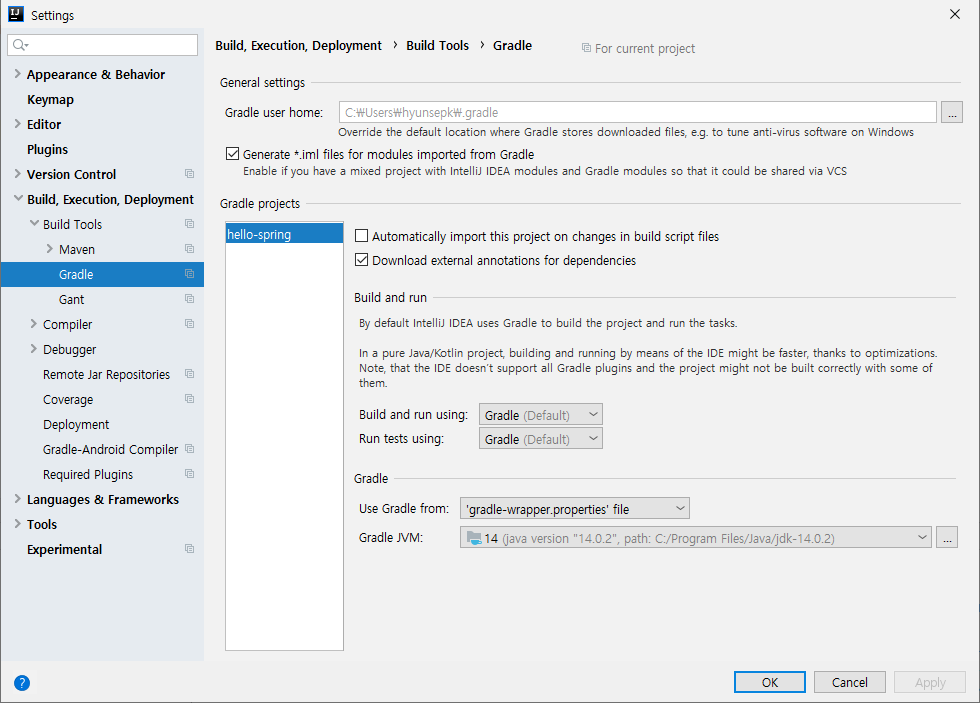 Settings
Build, Execution, Deployment › Build Tools › Gradle
For current project
Appearance & Behavior
Keymap
Editor
Plugins
Version Control
Build, Execution, Deployment
Build Tools
Maven
Gradle
Gant
Compiler
Debugger
Remote Jar Repositories
Coverage
Deployment
Gradle-Android Compiler
Required Plugins
Languages & Frameworks
Tools
Experimental
General settings
Gradle user home:
C:₩Users₩hyunsepk₩.gradle
...
Override the default location where Gradle stores downloaded files, e.g. to tune anti-virus software on Windows
Generate *.iml files for modules imported from Gradle
Enable if you have a mixed project with IntelliJ IDEA modules and Gradle modules so that it could be shared via VCS
Gradle projects
hello-spring
Automatically import this project on changes in build script files
Download external annotations for dependencies
Build and run
By default IntelliJ IDEA uses Gradle to build the project and run the tasks.
In a pure Java/Kotlin project, building and running by means of the IDE might be faster, thanks to optimizations.
Note, that the IDE doesn't support all Gradle plugins and the project might not be built correctly with some of
them.
Build and run using: Gradle (Default)
Run tests using: Gradle (Default)
Gradle
Use Gradle from: 'gradle-wrapper.properties' file
Gradle JVM: 14 (java version "14.0.2", path: C:/Program Files/Java/jdk-14.0.2) ...
?
OK
Cancel
Apply